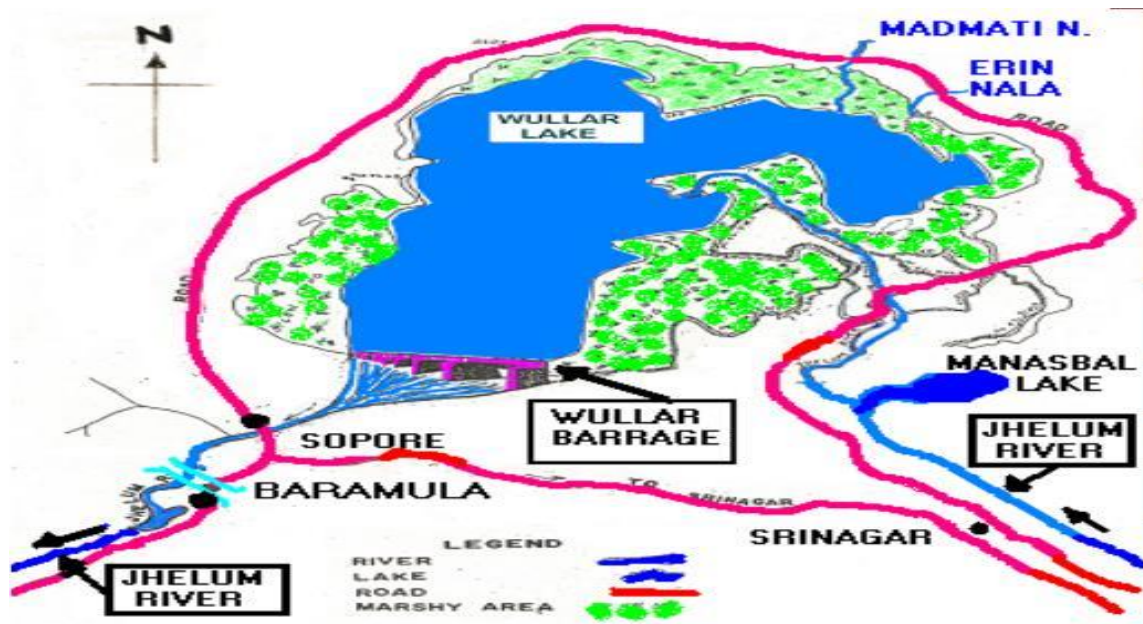 N
MADMATI N.
ERIN
NALA
ROAD
WULLAR
LAKE
ROAD
MANASBAL
LAKE
WULLAR
BARRAGE
JHELUM
RIVER
SOPORE
BARAMULA
TO
SRINAGAR
SRINAGAR
JHELUM
JHELUM
RIVER
LEGEND
RIVER
LAKE
ROAD
MARSHY AREA